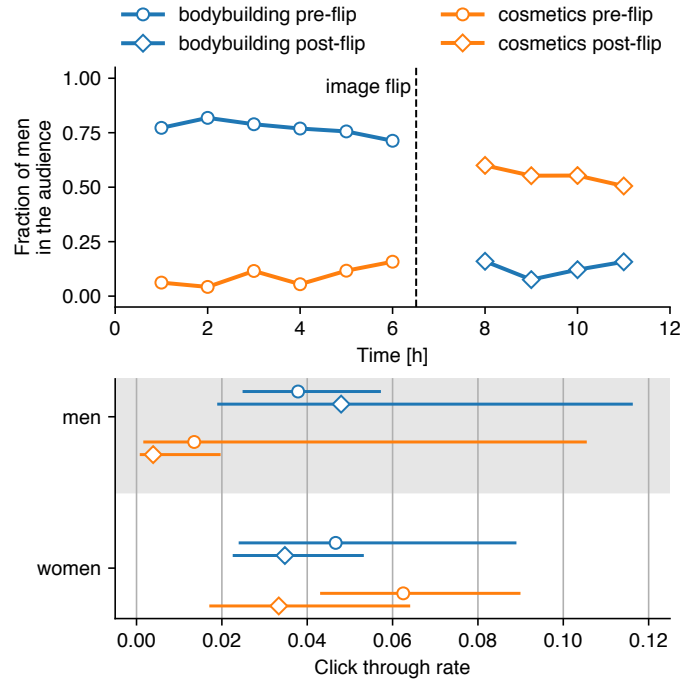 bodybuilding pre-flip
bodybuilding post-flip
cosmetics pre-flip
cosmetics post-flip
image flip
1.00
0.75
0.50
0.25
0.00
Fraction of men
in the audience
0 2 4 6 8 10 12
Time [h]
men
women
0.00 0.02 0.04 0.06 0.08 0.10 0.12
Click through rate